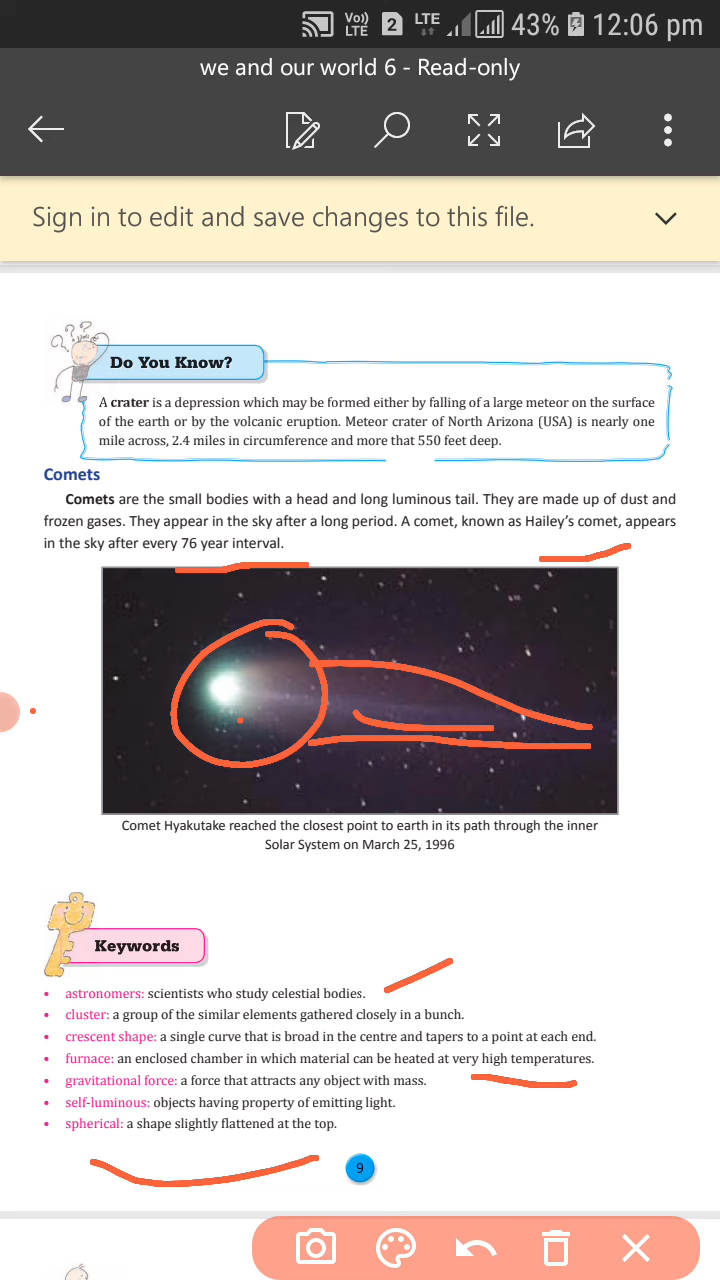 Vo)) LTE 2 LTE 43% 12:06 pm
we and our world 6 - Read-only
Sign in to edit and save changes to this file.
? ? ?
?
Do You Know?
A crater is a depression which may be formed either by falling of a large meteor on the surface
of the earth or by the volcanic eruption. Meteor crater of North Arizona (USA) is nearly one
mile across, 2.4 miles in circumference and more that 550 feet deep.
Comets
Comets are the small bodies with a head and long luminous tail. They are made up of dust and
frozen gases. They appear in the sky after a long period. A comet, known as Hailey's comet, appears
in the sky after every 76 year interval.
Comet Hyakutake reached the closest point to earth in its path through the inner
Solar System on March 25, 1996
Keywords
• astronomers: scientists who study celestial bodies.
• cluster: a group of the similar elements gathered closely in a bunch.
• crescent shape: a single curve that is broad in the centre and tapers to a point at each end.
• furnace: an enclosed chamber in which material can be heated at very high temperatures.
• gravitational force: a force that attracts any object with mass.
• self-luminous: objects having property of emitting light.
• spherical: a shape slightly flattened at the top.
9